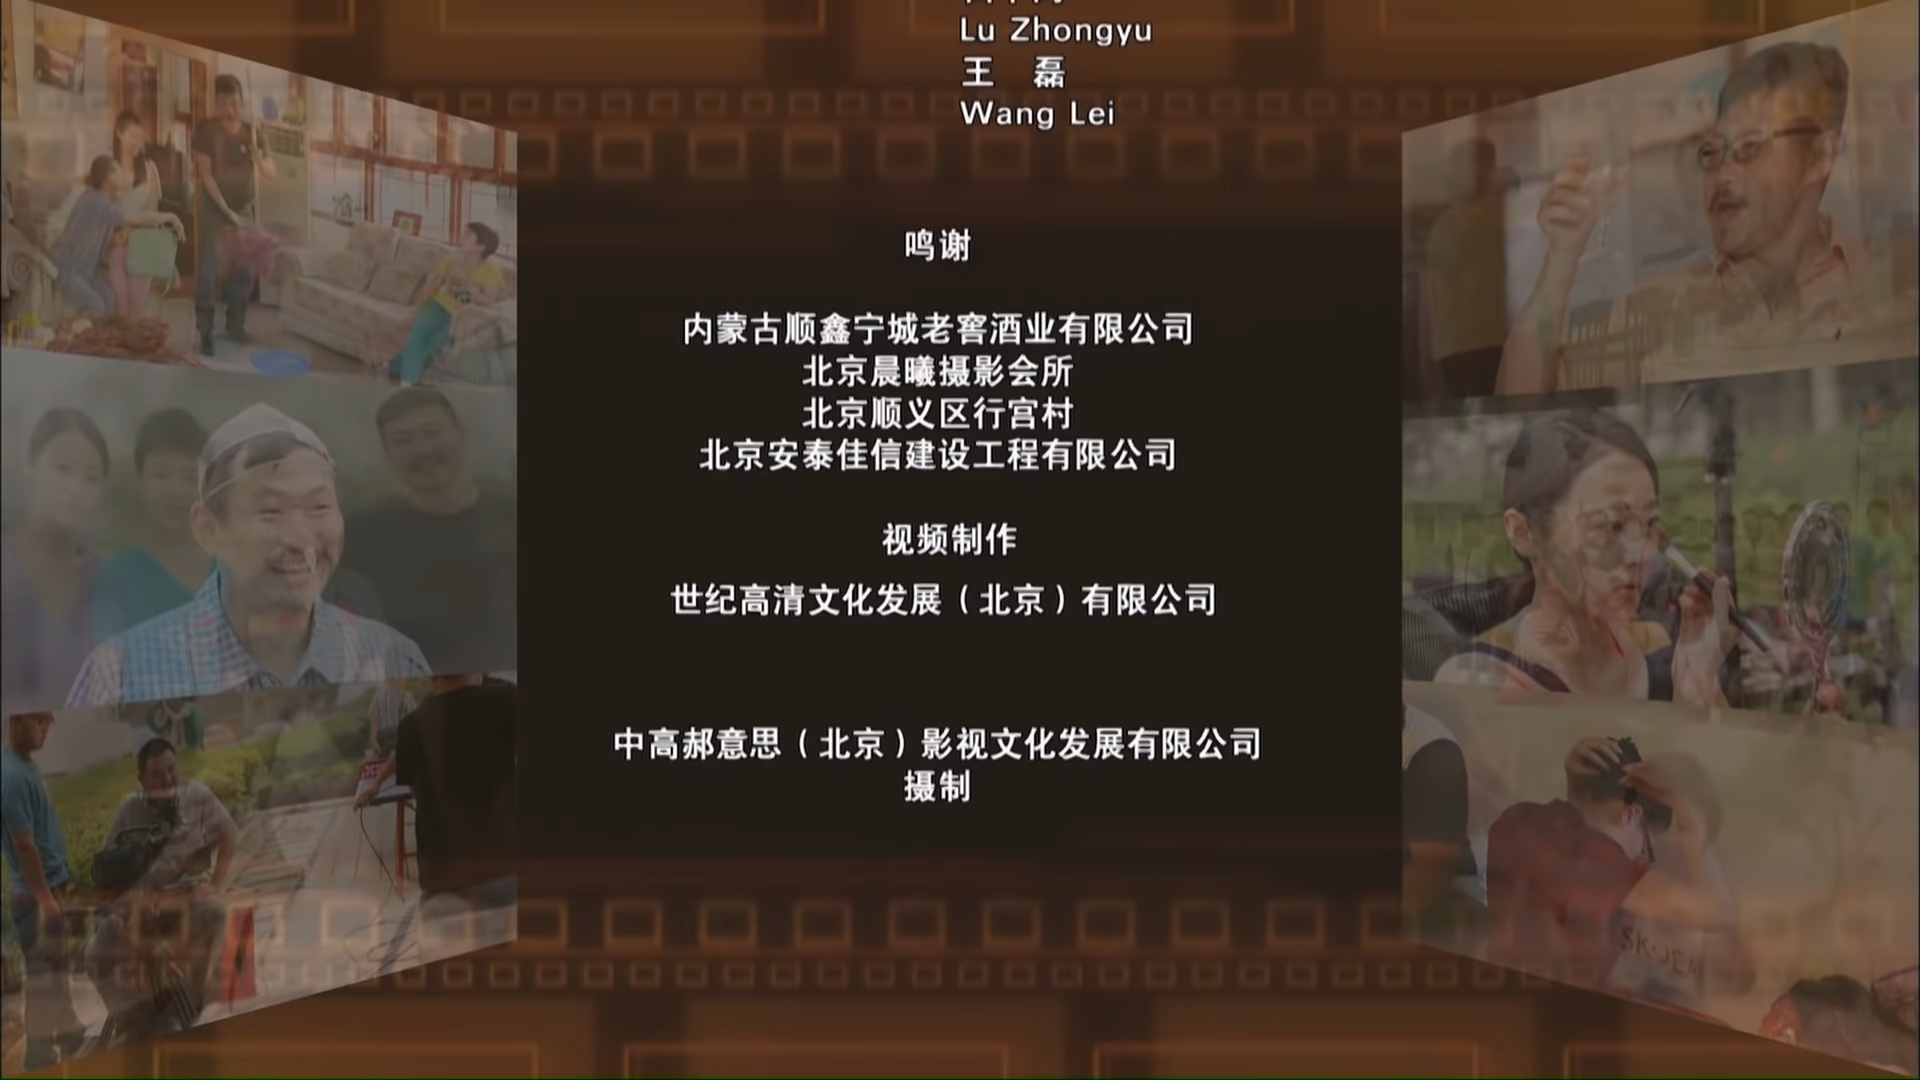 Lu Zhongyu
王 磊
Wang Lei
鸣谢
内蒙古顺鑫宁城老窖酒业有限公司
北京晨曦摄影会所
北京顺义区行宫村
北京安泰佳信建设工程有限公司
视频制作
世纪高清文化发展（北京）有限公司
中高郝意思（北京）影视文化发展有限公司
摄制